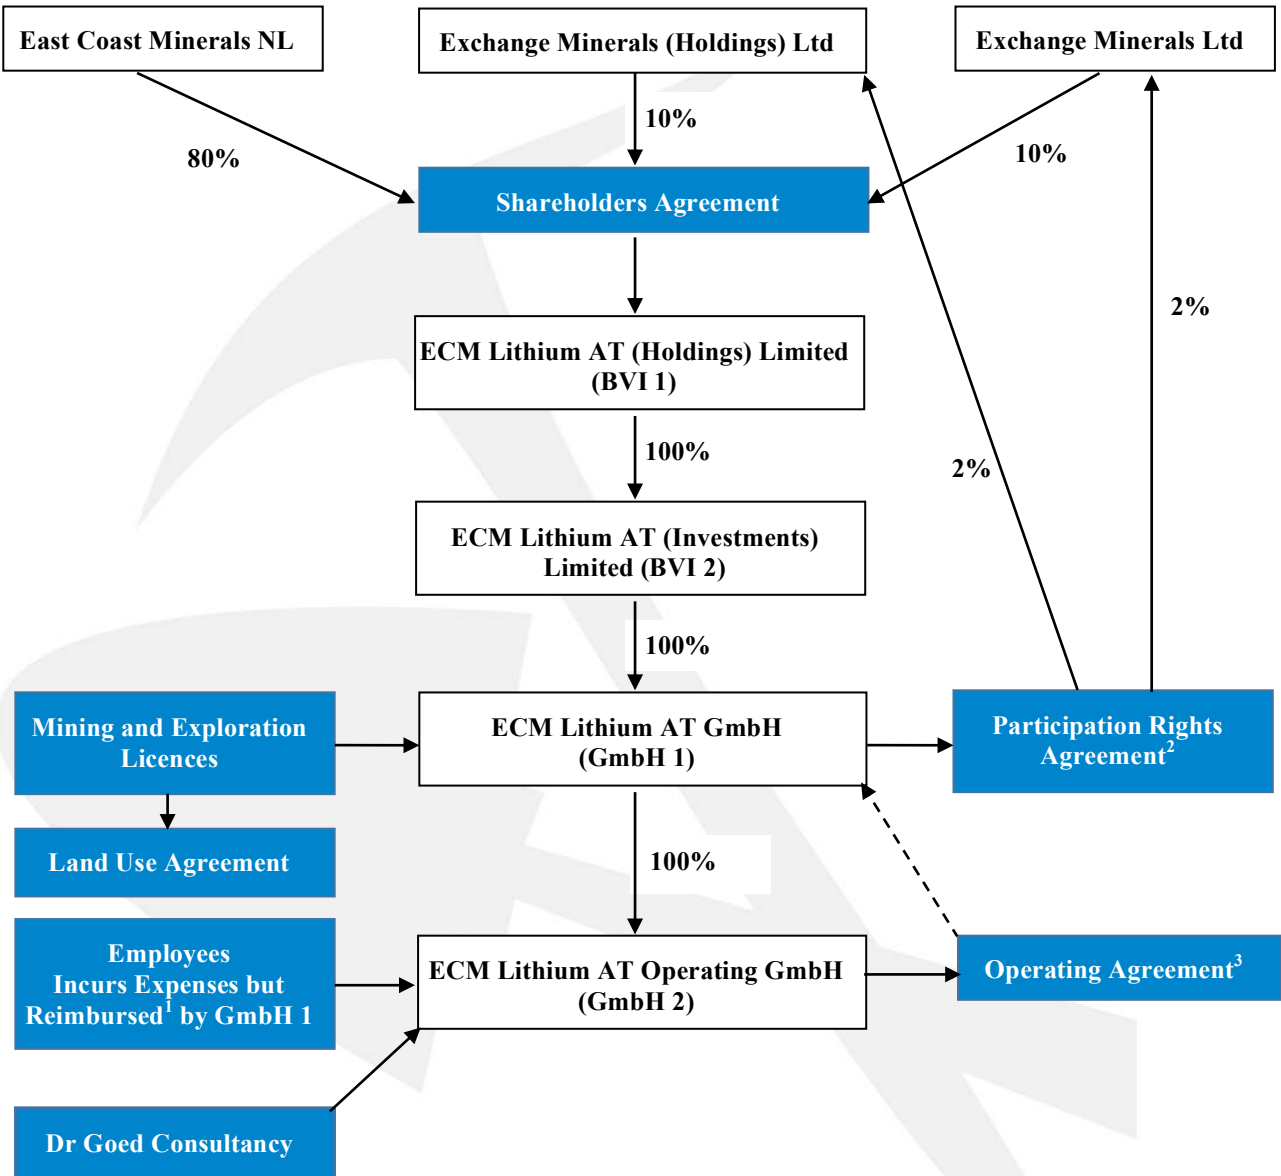 East Coast Minerals NL
Exchange Minerals (Holdings) Ltd
Exchange Minerals Ltd
10%
80%
10%
Shareholders Agreement
2%
ECM Lithium AT (Holdings) Limited
(BVI 1)
100%
2%
ECM Lithium AT (Investments)
Limited (BVI 2)
100%
Mining and Exploration
Licences
ECM Lithium AT GmbH
(GmbH 1)
Participation Rights
Agreement²
Land Use Agreement
100%
Employees
Incurs Expenses but
Reimbursed¹ by GmbH 1
ECM Lithium AT Operating GmbH
(GmbH 2)
Operating Agreement³
Dr Goed Consultancy